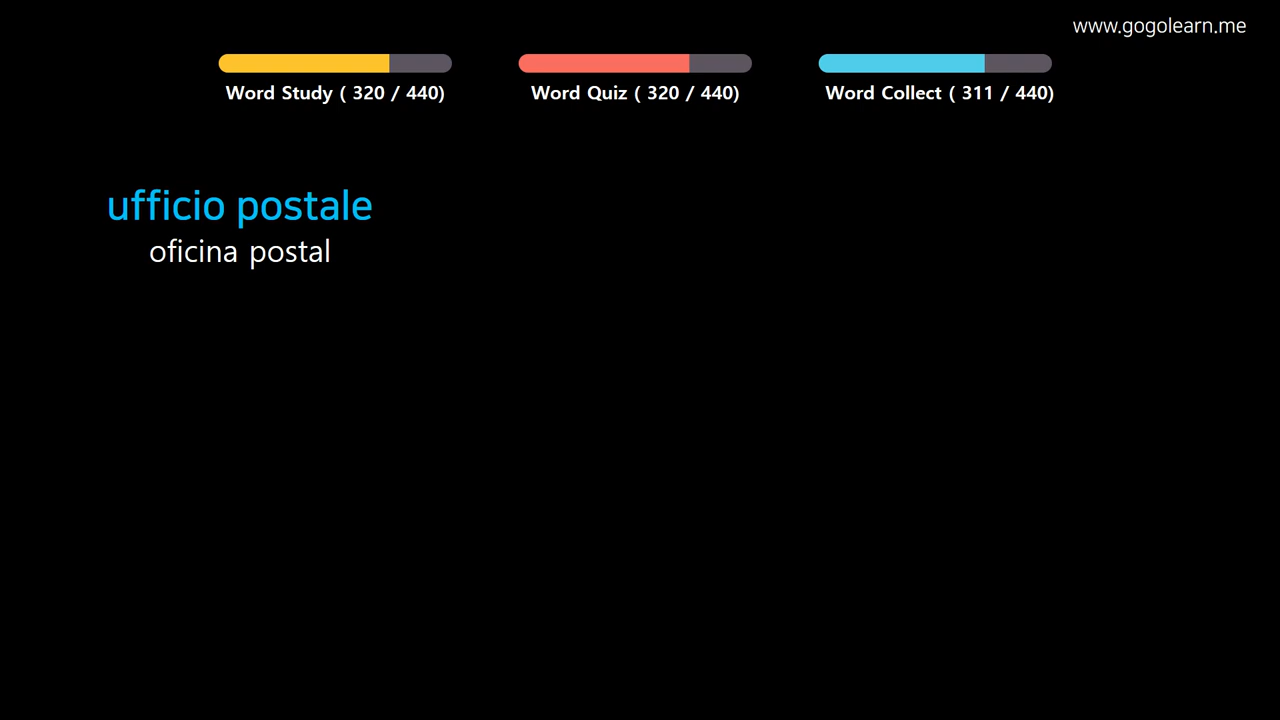 www.gogolearn.me
Word Study ( 320 / 440)
Word Quiz ( 320 / 440)
Word Collect ( 311 / 440)
ufficio postale
oficina postal